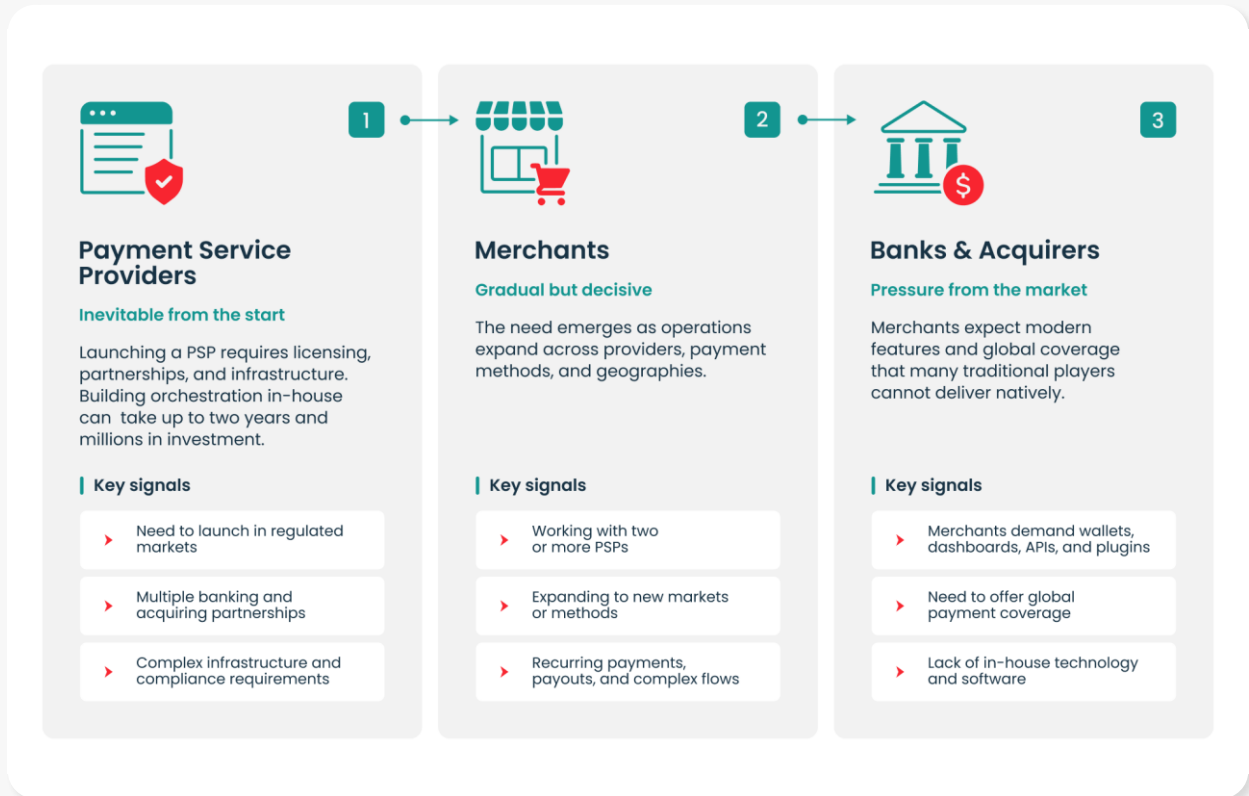 1
Payment Service
Providers
Inevitable from the start
Launching a PSP requires licensing,
partnerships, and infrastructure.
Building orchestration in-house
can take up to two years and
millions in investment.
Key signals
Need to launch in regulated
markets
Multiple banking and
acquiring partnerships
Complex infrastructure and
compliance requirements
2
Merchants
Gradual but decisive
The need emerges as operations
expand across providers, payment
methods, and geographies.
Key signals
Working with two
or more PSPs
Expanding to new markets
or methods
Recurring payments,
payouts, and complex flows
3
$
Banks & Acquirers
Pressure from the market
Merchants expect modern
features and global coverage
that many traditional players
cannot deliver natively.
Key signals
Merchants demand wallets,
dashboards, APIs, and plugins
Need to offer global
payment coverage
Lack of in-house technology
and software